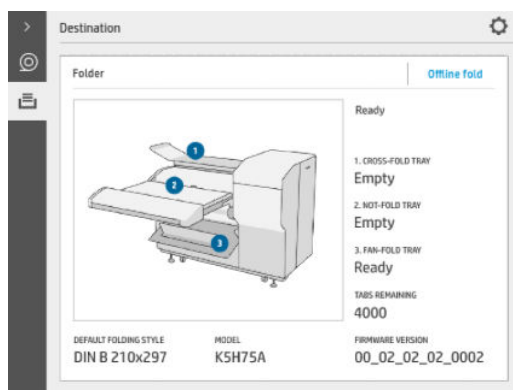 Destination
Folder
Offline fold
Ready
1
2
3
1. CROSS-FOLD TRAY
Empty
2. NOT-FOLD TRAY
Empty
3. FAN-FOLD TRAY
Ready
TABS REMAINING
4000
DEFAULT FOLDING STYLE
DIN B 210x297
MODEL
K5H75A
FIRMWARE VERSION
00_02_02_02_0002